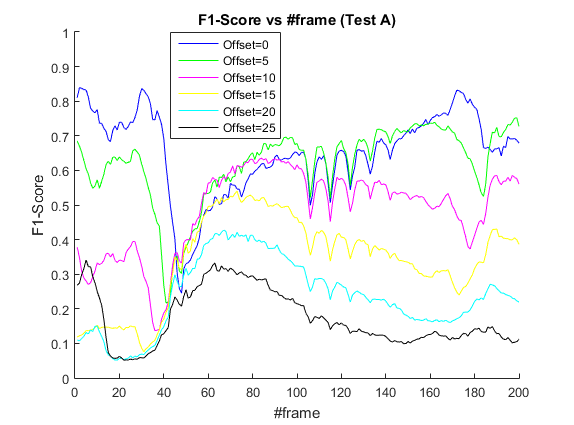 F1-Score vs #frame (Test A)
F1-Score
1
0.9
0.8
0.7
0.6
0.5
0.4
0.3
0.2
0.1
0
Offset=0
Offset=5
Offset=10
Offset=15
Offset=20
Offset=25
0 20 40 60 80 100 120 140 160 180 200
#frame